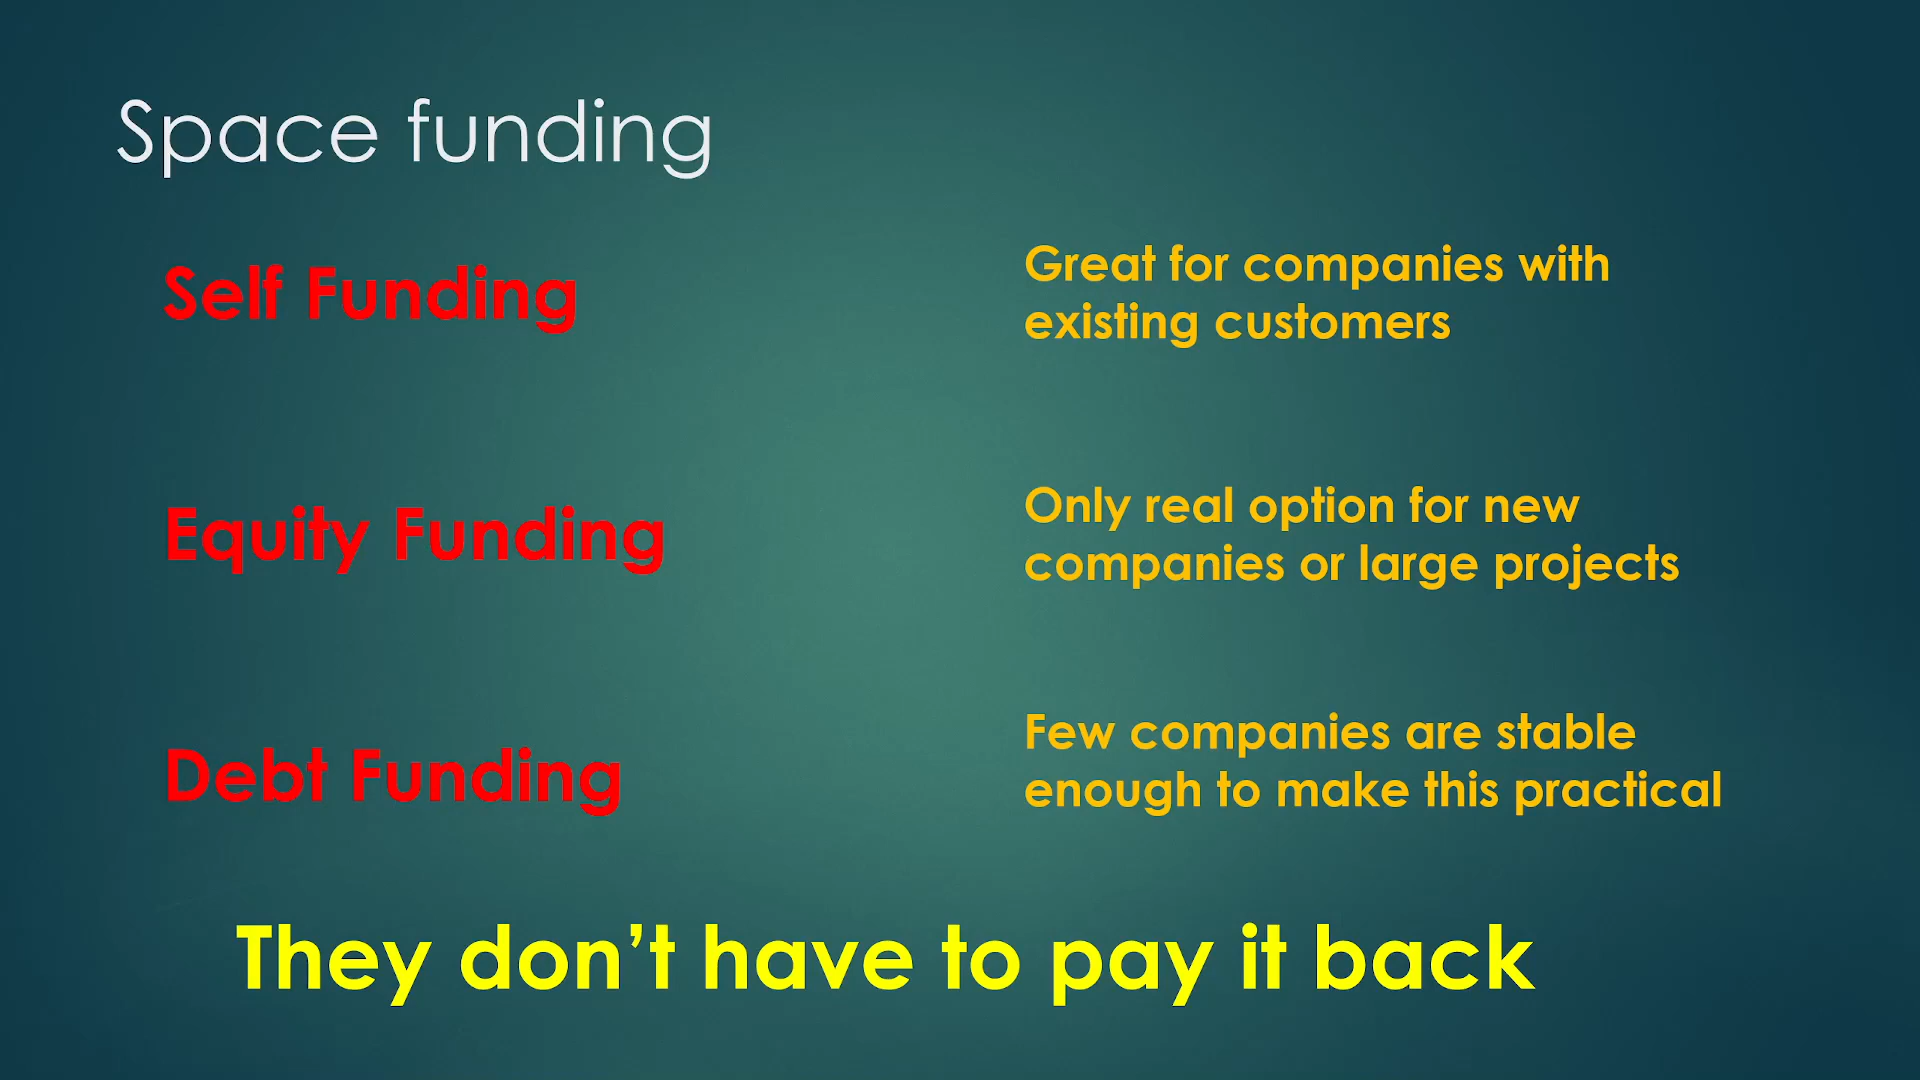 Space funding
Self Funding
Great for companies with
existing customers
Equity Funding
Only real option for new
companies or large projects
Debt Funding
Few companies are stable
enough to make this practical
They don’t have to pay it back